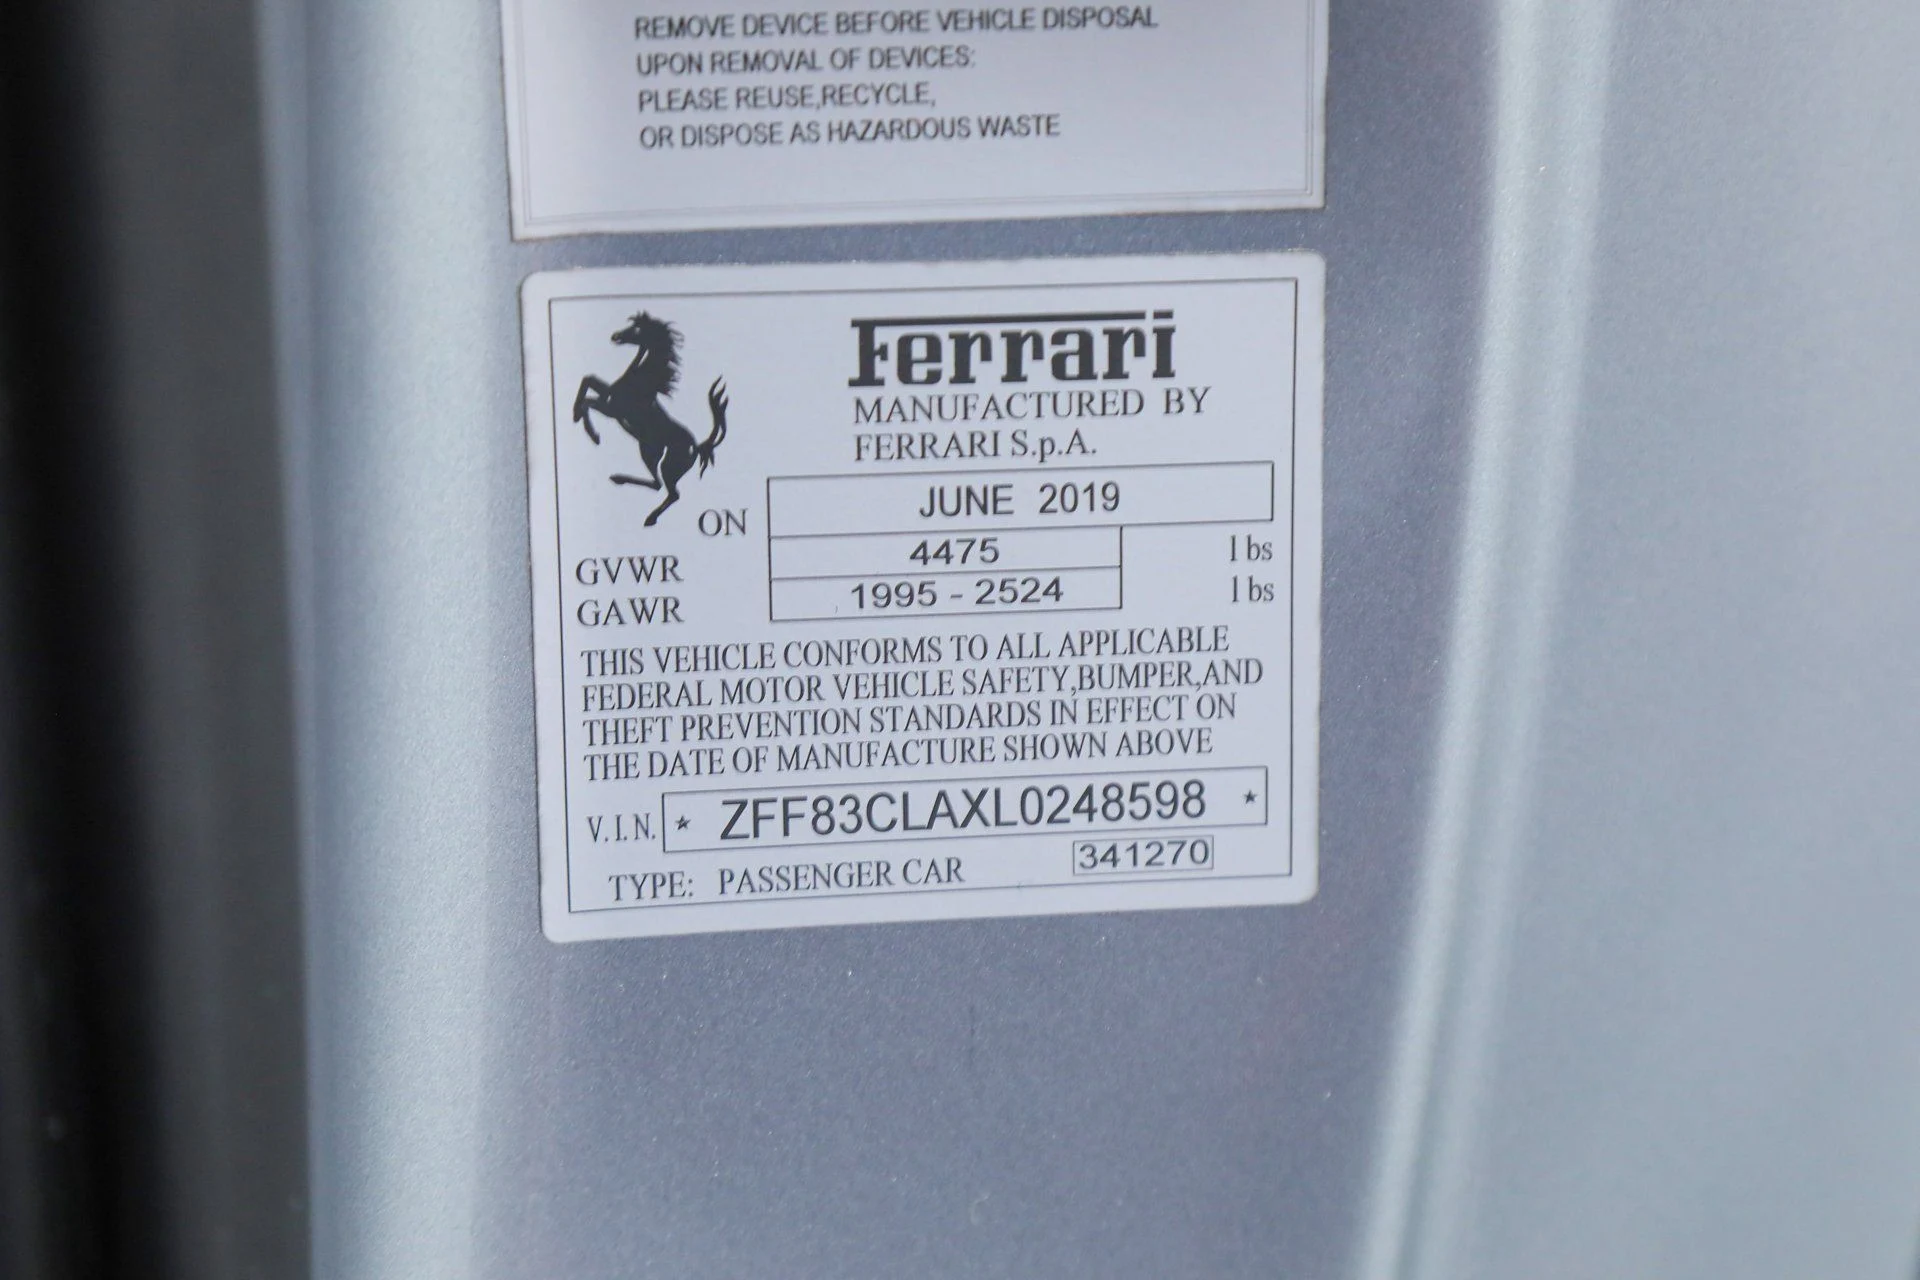 REMOVE DEVICE BEFORE VEHICLE DISPOSAL
UPON REMOVAL OF DEVICES:
PLEASE REUSE,RECYCLE,
OR DISPOSE AS HAZARDOUS WASTE
Ferrari
MANUFACTURED BY
FERRARI S.p.A.
ON JUNE 2019
GVWR 4475 lbs
GAWR 1995 - 2524 lbs
THIS VEHICLE CONFORMS TO ALL APPLICABLE
FEDERAL MOTOR VEHICLE SAFETY,BUMPER,AND
THEFT PREVENTION STANDARDS IN EFFECT ON
THE DATE OF MANUFACTURE SHOWN ABOVE
V.I.N. * ZFF83CLAXL0248598 *
TYPE: PASSENGER CAR 341270